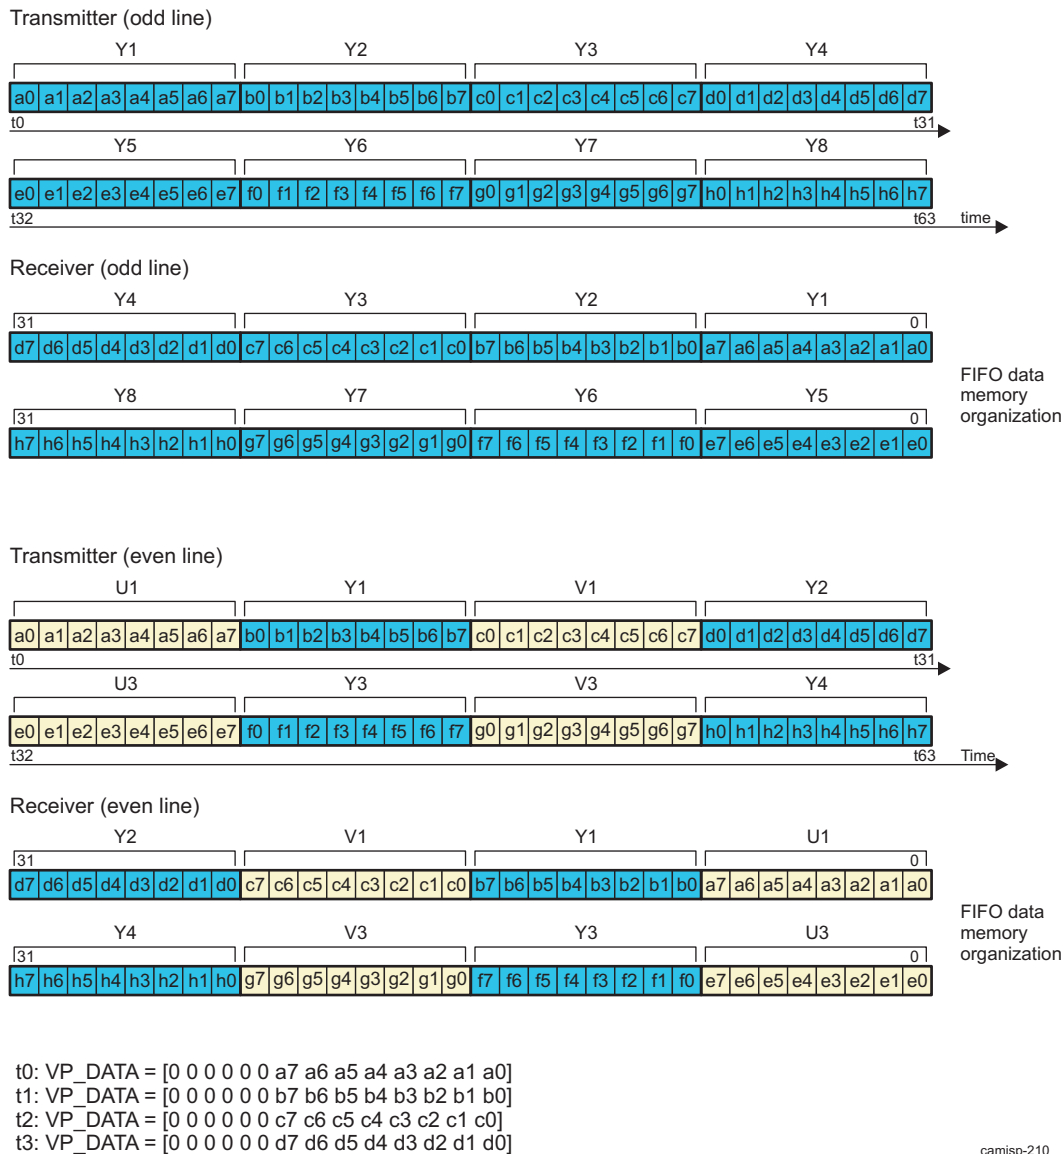 Transmitter (odd line)
Y1 Y2 Y3 Y4
a0 a1 a2 a3 a4 a5 a6 a7 b0 b1 b2 b3 b4 b5 b6 b7 c0 c1 c2 c3 c4 c5 c6 c7 d0 d1 d2 d3 d4 d5 d6 d7
t0 t31
Y5 Y6 Y7 Y8
e0 e1 e2 e3 e4 e5 e6 e7 f0 f1 f2 f3 f4 f5 f6 f7 g0 g1 g2 g3 g4 g5 g6 g7 h0 h1 h2 h3 h4 h5 h6 h7
t32 t63 time
Receiver (odd line)
Y4 Y3 Y2 Y1
31 0
d7 d6 d5 d4 d3 d2 d1 d0 c7 c6 c5 c4 c3 c2 c1 c0 b7 b6 b5 b4 b3 b2 b1 b0 a7 a6 a5 a4 a3 a2 a1 a0
FIFO data
memory
organization
Y8 Y7 Y6 Y5
31 0
h7 h6 h5 h4 h3 h2 h1 h0 g7 g6 g5 g4 g3 g2 g1 g0 f7 f6 f5 f4 f3 f2 f1 f0 e7 e6 e5 e4 e3 e2 e1 e0
Transmitter (even line)
U1 Y1 V1 Y2
a0 a1 a2 a3 a4 a5 a6 a7 b0 b1 b2 b3 b4 b5 b6 b7 c0 c1 c2 c3 c4 c5 c6 c7 d0 d1 d2 d3 d4 d5 d6 d7
t0 t31
U3 Y3 V3 Y4
e0 e1 e2 e3 e4 e5 e6 e7 f0 f1 f2 f3 f4 f5 f6 f7 g0 g1 g2 g3 g4 g5 g6 g7 h0 h1 h2 h3 h4 h5 h6 h7
t32 t63 Time
Receiver (even line)
Y2 V1 Y1 U1
31 0
d7 d6 d5 d4 d3 d2 d1 d0 c7 c6 c5 c4 c3 c2 c1 c0 b7 b6 b5 b4 b3 b2 b1 b0 a7 a6 a5 a4 a3 a2 a1 a0
FIFO data
memory
organization
Y4 V3 Y3 U3
31 0
h7 h6 h5 h4 h3 h2 h1 h0 g7 g6 g5 g4 g3 g2 g1 g0 f7 f6 f5 f4 f3 f2 f1 f0 e7 e6 e5 e4 e3 e2 e1 e0
t0: VP_DATA = [0 0 0 0 0 0 a7 a6 a5 a4 a3 a2 a1 a0]
t1: VP_DATA = [0 0 0 0 0 0 b7 b6 b5 b4 b3 b2 b1 b0]
t2: VP_DATA = [0 0 0 0 0 0 c7 c6 c5 c4 c3 c2 c1 c0]
t3: VP_DATA = [0 0 0 0 0 0 d7 d6 d5 d4 d3 d2 d1 d0]
camisp-210